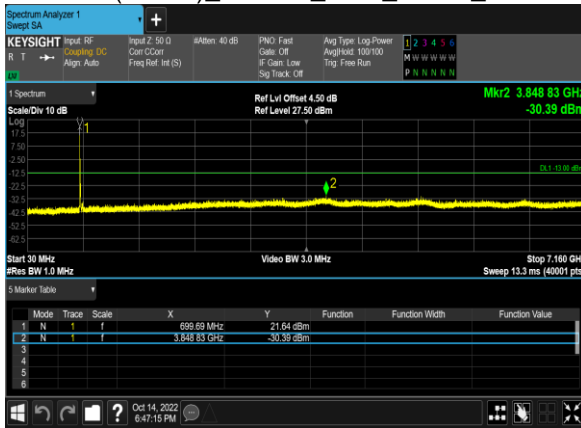 Spectrum Analyzer 1
Swept SA
+
KEYSIGHT Input: RF Input Z: 50 Ω #Atten: 40 dB PNO: Fast Avg Type: Log-Power 1 2 3 4 5 6
R T Coupling: DC Corr CCorr Gate: Off Avg|Hold: 100/100 M W W W W W
Align: Auto Freq Ref: Int (S) IF Gain: Low Trig: Free Run
Sig Track: Off P N N N N N
1 Spectrum Ref Lvl Offset 4.50 dB Mkr2 3.848 83 GHz
Scale/Div 10 dB Ref Level 27.50 dBm -30.39 dBm
Log
1
17.5
7.50
-2.50
DL1 -13.00 dBm
-12.5
2
-22.5
-32.5
-42.5
-52.5
-62.5
Start 30 MHz Video BW 3.0 MHz Stop 7.160 GH
#Res BW 1.0 MHz Sweep 13.3 ms (40001 pts
5 Marker Table
Mode Trace Scale X Y Function Function Width Function Value
1 N 1 f 699.69 MHz 21.64 dBm
2 N 1 f 3.848 83 GHz -30.39 dBm
3
4
5
6
? Oct 14, 2022
6:47:15 PM